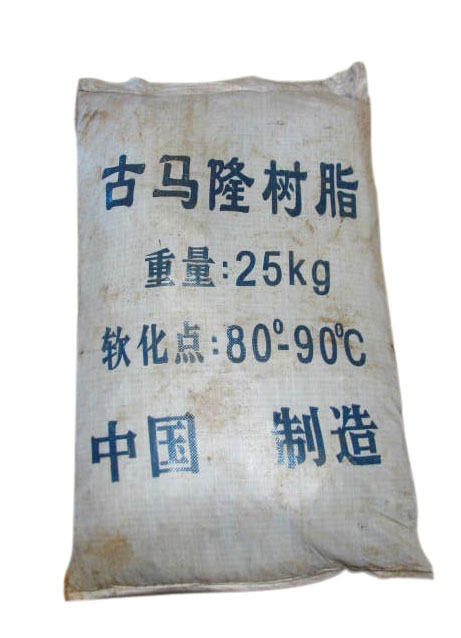 古马隆树脂
重量:25kg
软化点:80°-90°C
中国 制造